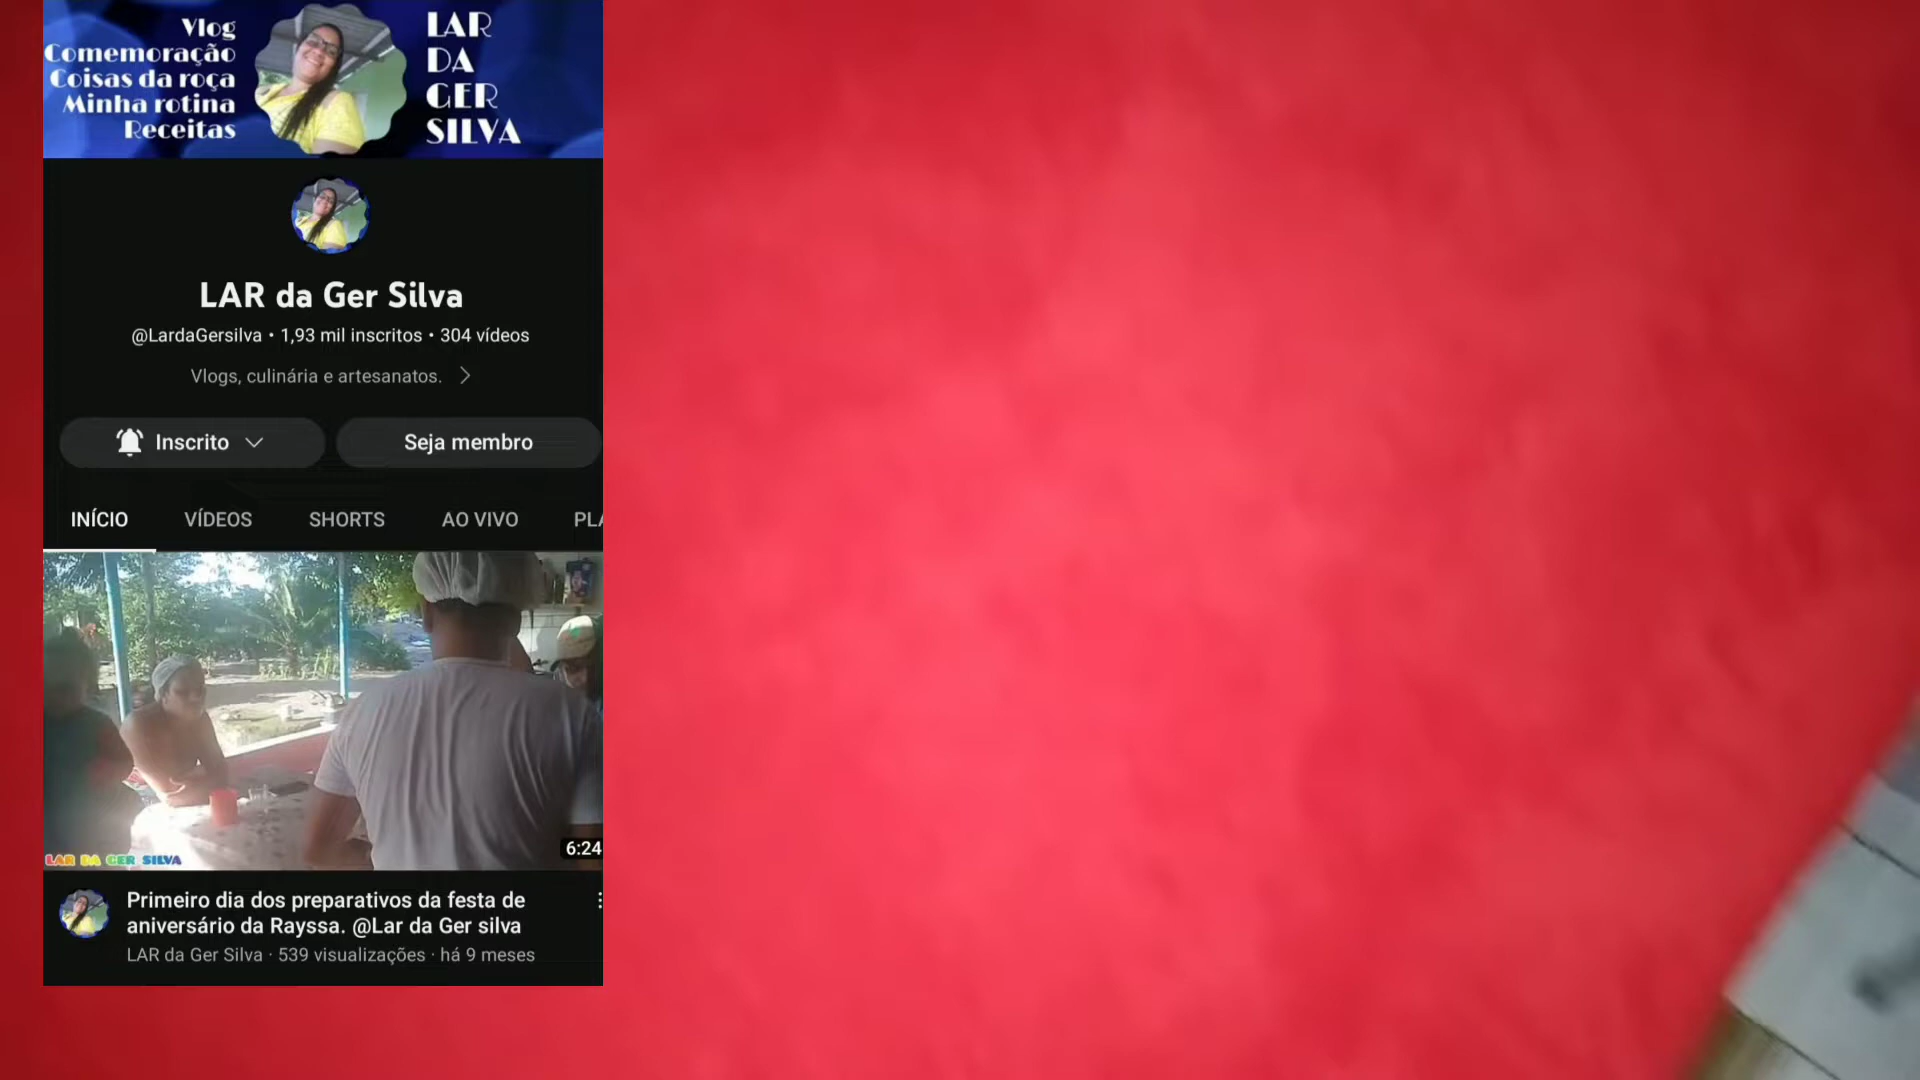 Vlog
Comemoração
Coisas da roça
Minha rotina
Receitas
LAR
DA
GER
SILVA
LAR da Ger Silva
@LardaGersilva • 1,93 mil inscritos • 304 vídeos
Vlogs, culinária e artesanatos.
Inscrito
Seja membro
INÍCIO VÍDEOS SHORTS AO VIVO PLA
LAR DA GER SILVA
6:24
Primeiro dia dos preparativos da festa de
aniversário da Rayssa. @Lar da Ger silva
LAR da Ger Silva · 539 visualizações · há 9 meses